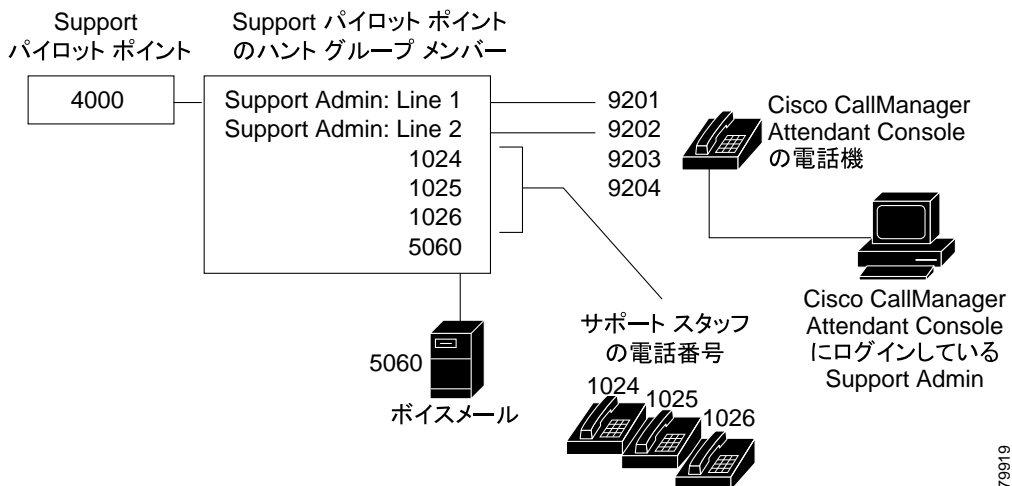 Support
パイロット ポイント
Support パイロット ポイント
のハント グループ メンバー
4000
Support Admin: Line 1
Support Admin: Line 2
1024
1025
1026
5060
9201
9202
9203
9204
Cisco CallManager
Attendant Console
の電話機
Cisco CallManager
Attendant Console
にログインしている
Support Admin
サポート スタッフ
の電話番号
1024
1025
1026
5060
ボイスメール
79919